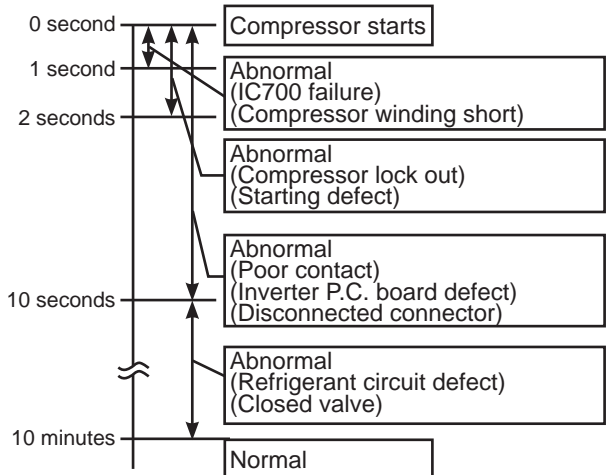 0 second
Compressor starts
1 second
Abnormal
(IC700 failure)
(Compressor winding short)
2 seconds
Abnormal
(Compressor lock out)
(Starting defect)
Abnormal
(Poor contact)
(Inverter P.C. board defect)
(Disconnected connector)
10 seconds
Abnormal
(Refrigerant circuit defect)
(Closed valve)
10 minutes
Normal